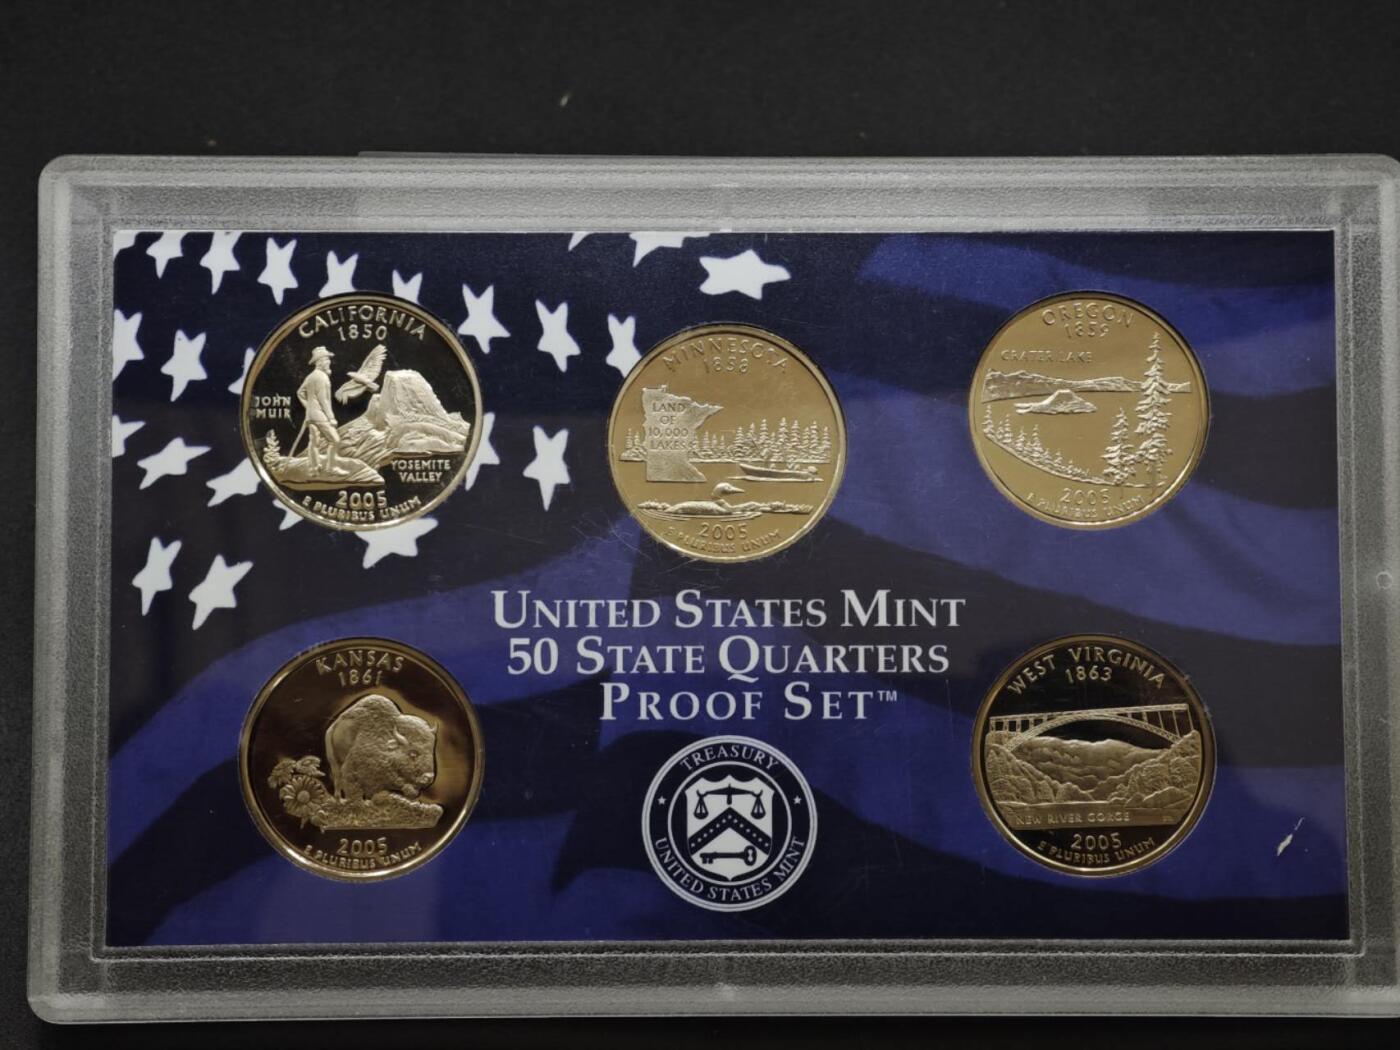 CALIFORNIA
1850
JOHN
MUIR
YOSEMITE
VALLEY
2005
E PLURIBUS UNUM
MINNESOTA
1858
LAND
OF
10,000
LAKES
2005
E PLURIBUS UNUM
OREGON
1859
CRATER LAKE
2005
E PLURIBUS UNUM
UNITED STATES MINT
50 STATE QUARTERS
PROOF SET™
KANSAS
1861
2005
E PLURIBUS UNUM
TREASURY
UNITED STATES MINT
WEST VIRGINIA
1863
NEW RIVER GORGE
2005
E PLURIBUS UNUM